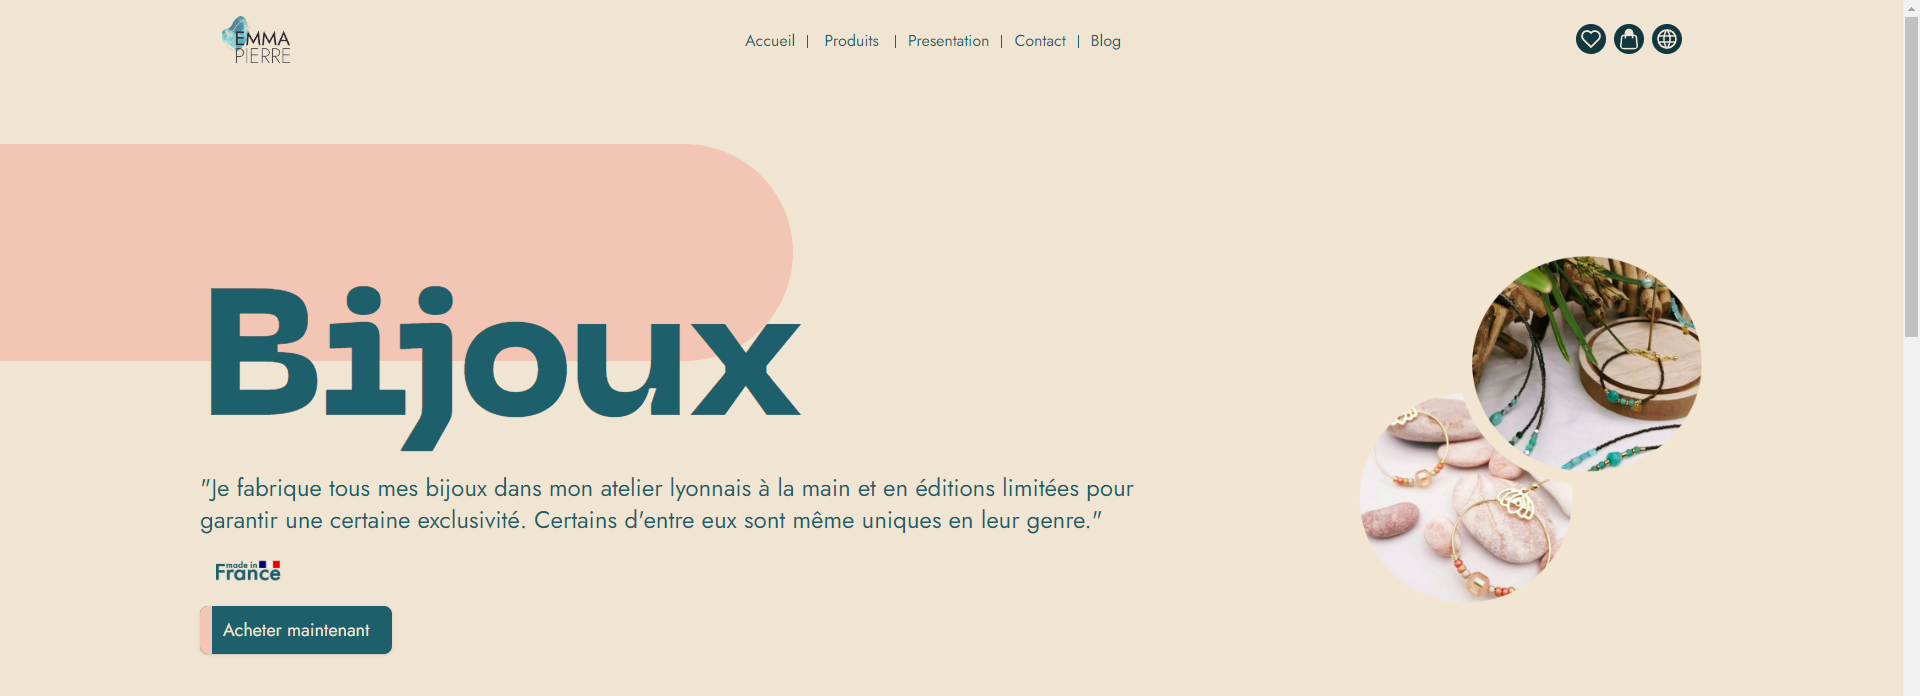 EMMA
PIERRE
Accueil | Produits | Presentation | Contact | Blog
Bijoux
"Je fabrique tous mes bijoux dans mon atelier lyonnais à la main et en éditions limitées pour
garantir une certaine exclusivité. Certains d'entre eux sont même uniques en leur genre."
made in
France
Acheter maintenant